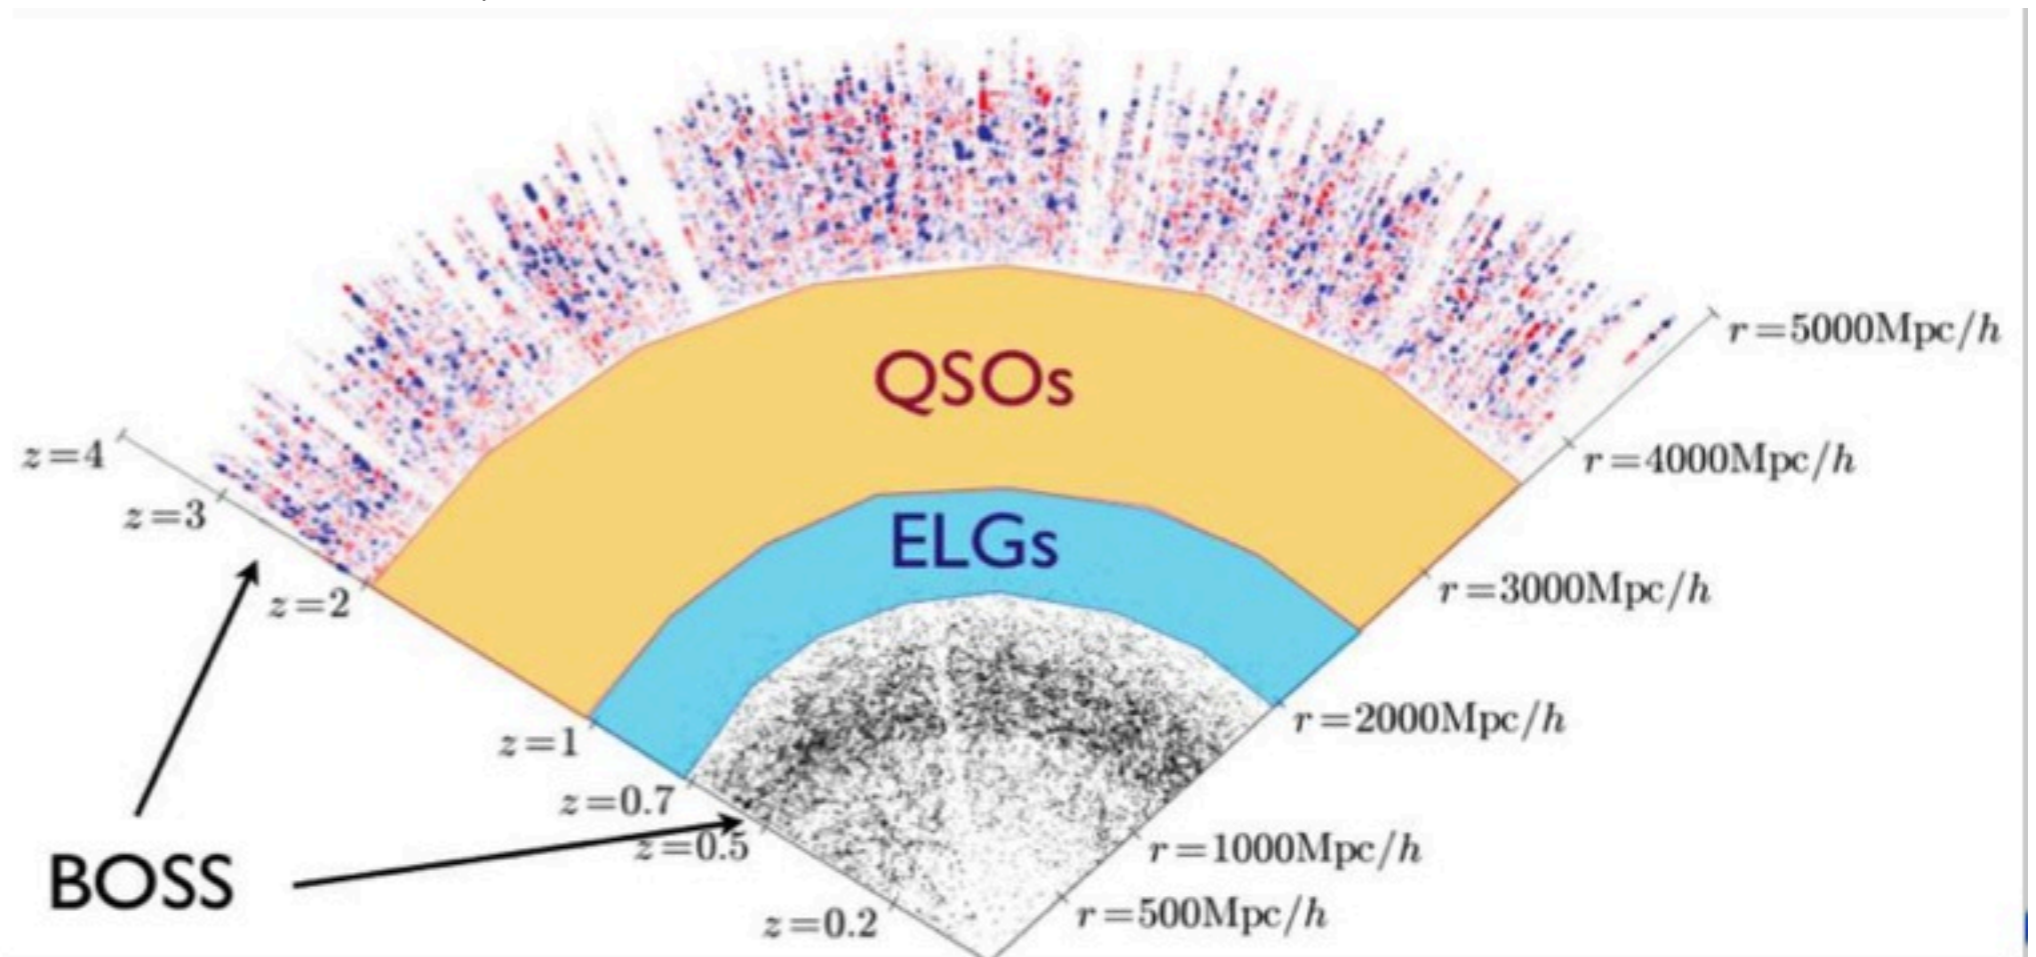 QSOs
ELGs
BOSS
z=4
z=3
z=2
z=1
z=0.7
z=0.5
z=0.2
r=5000Mpc/h
r=4000Mpc/h
r=3000Mpc/h
r=2000Mpc/h
r=1000Mpc/h
r=500Mpc/h